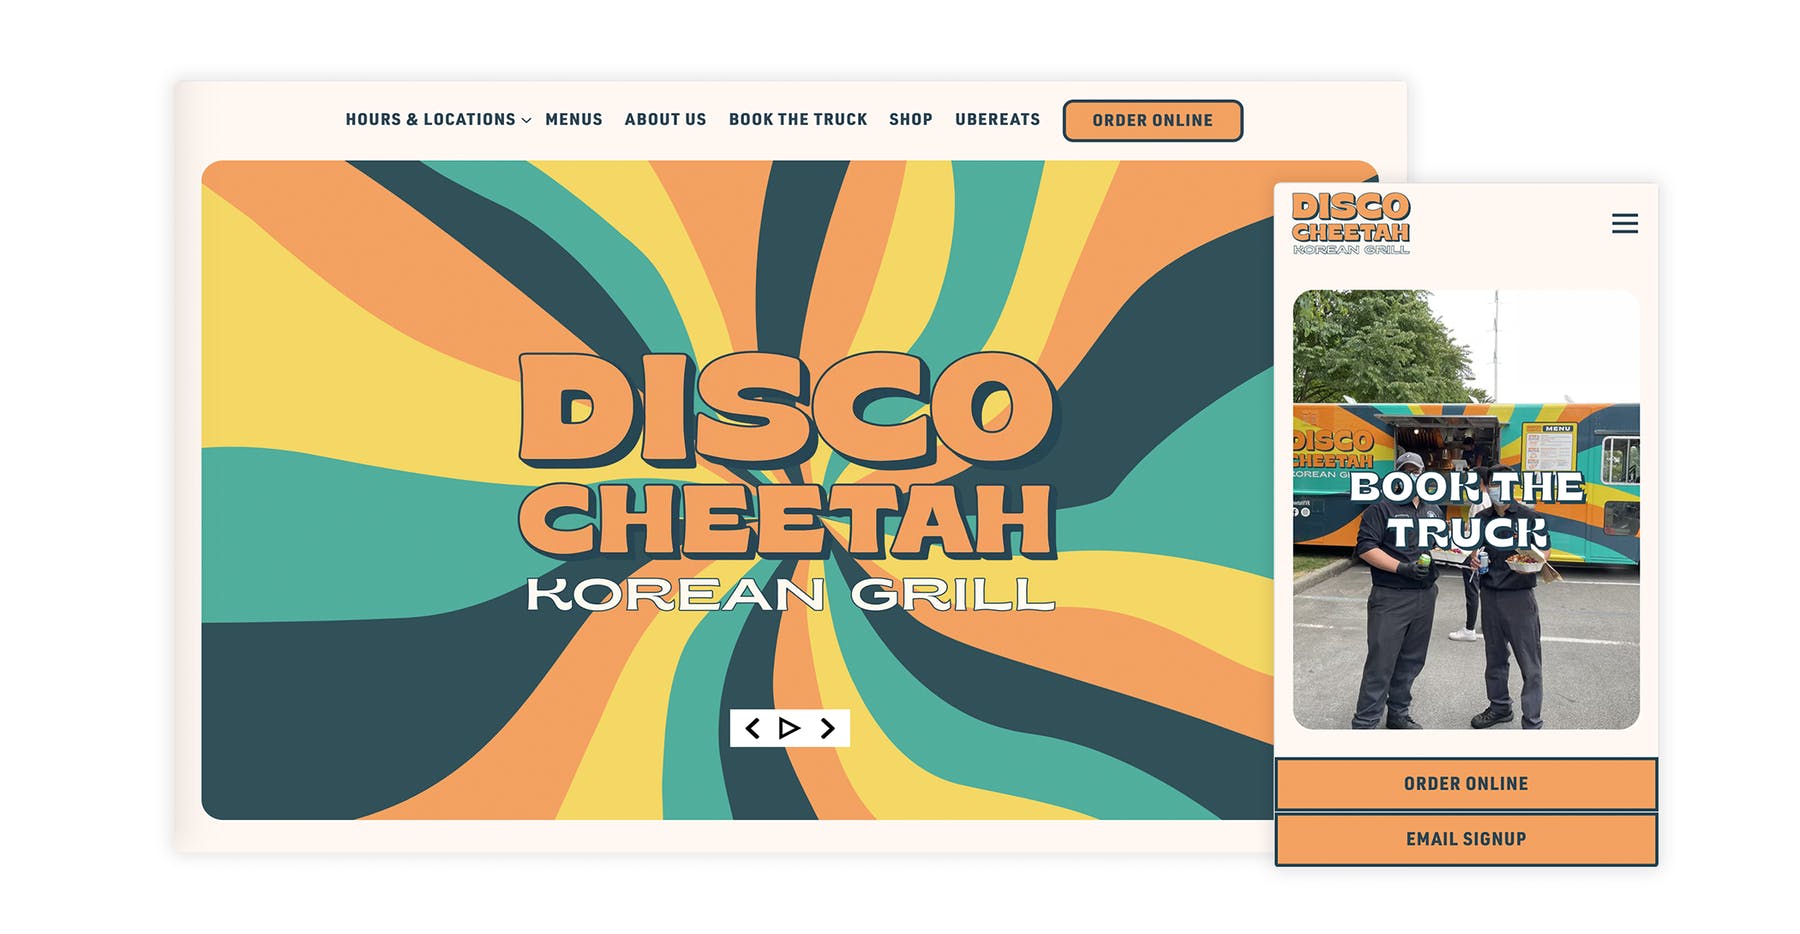 HOURS & LOCATIONS
MENUS
ABOUT US
BOOK THE TRUCK
SHOP
UBEREATS
ORDER ONLINE
DISCO
CHEETAH
KOREAN GRILL
DISCO
CHEETAH
KOREAN GRILL
MENU
DISCO
CHEETAH
BOOK THE
TRUCK
ORDER ONLINE
EMAIL SIGNUP